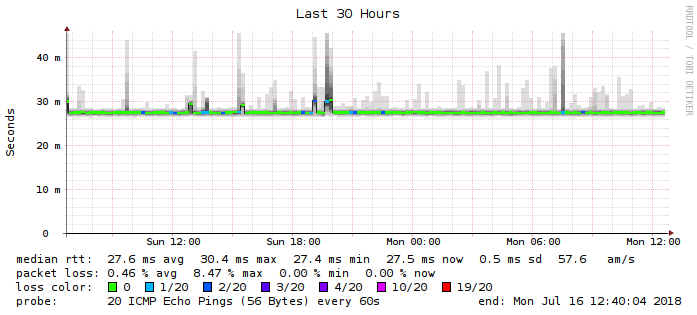 Last 30 Hours
RRDTOOL / TOBI OETIKER
Seconds
40 m
30 m
20 m
10 m
0
Sun 12:00 Sun 18:00 Mon 00:00 Mon 06:00 Mon 12:00
median rtt: 27.6 ms avg 30.4 ms max 27.4 ms min 27.5 ms now 0.5 ms sd 57.6 am/s
packet loss: 0.46 % avg 8.47 % max 0.00 % min 0.00 % now
loss color: 0 1/20 2/20 3/20 4/20 10/20 19/20
probe: 20 ICMP Echo Pings (56 Bytes) every 60s end: Mon Jul 16 12:40:04 2018